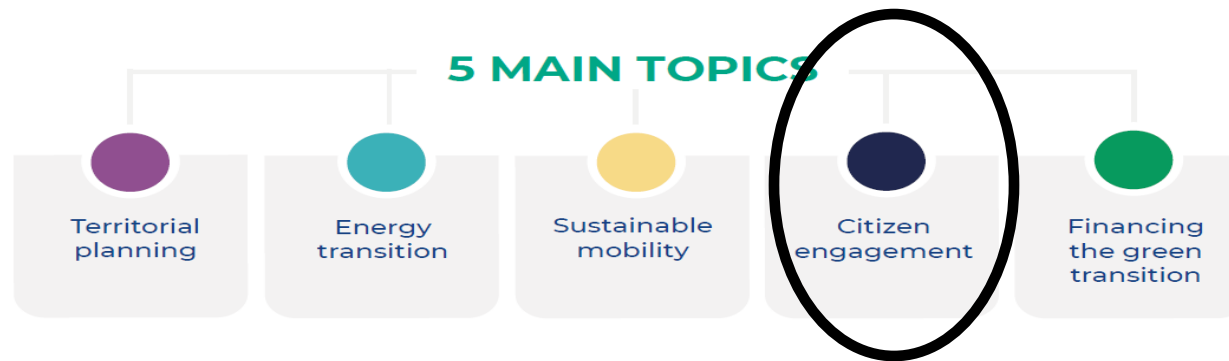 5 MAIN TOPICS
Territorial
planning
Energy
transition
Sustainable
mobility
Citizen
engagement
Financing
the green
transition